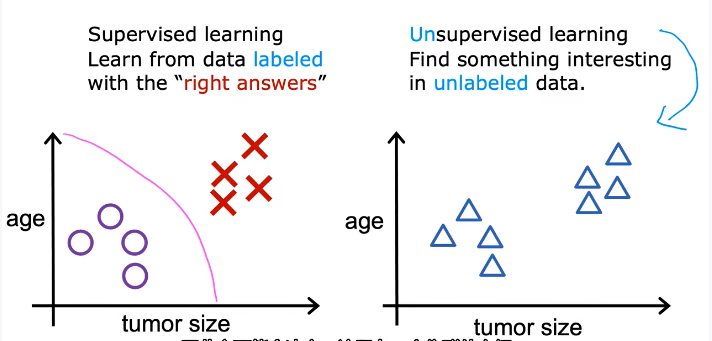 Supervised learning
Learn from data labeled
with the “right answers”
age
tumor size
Unsupervised learning
Find something interesting
in unlabeled data.
age
tumor size